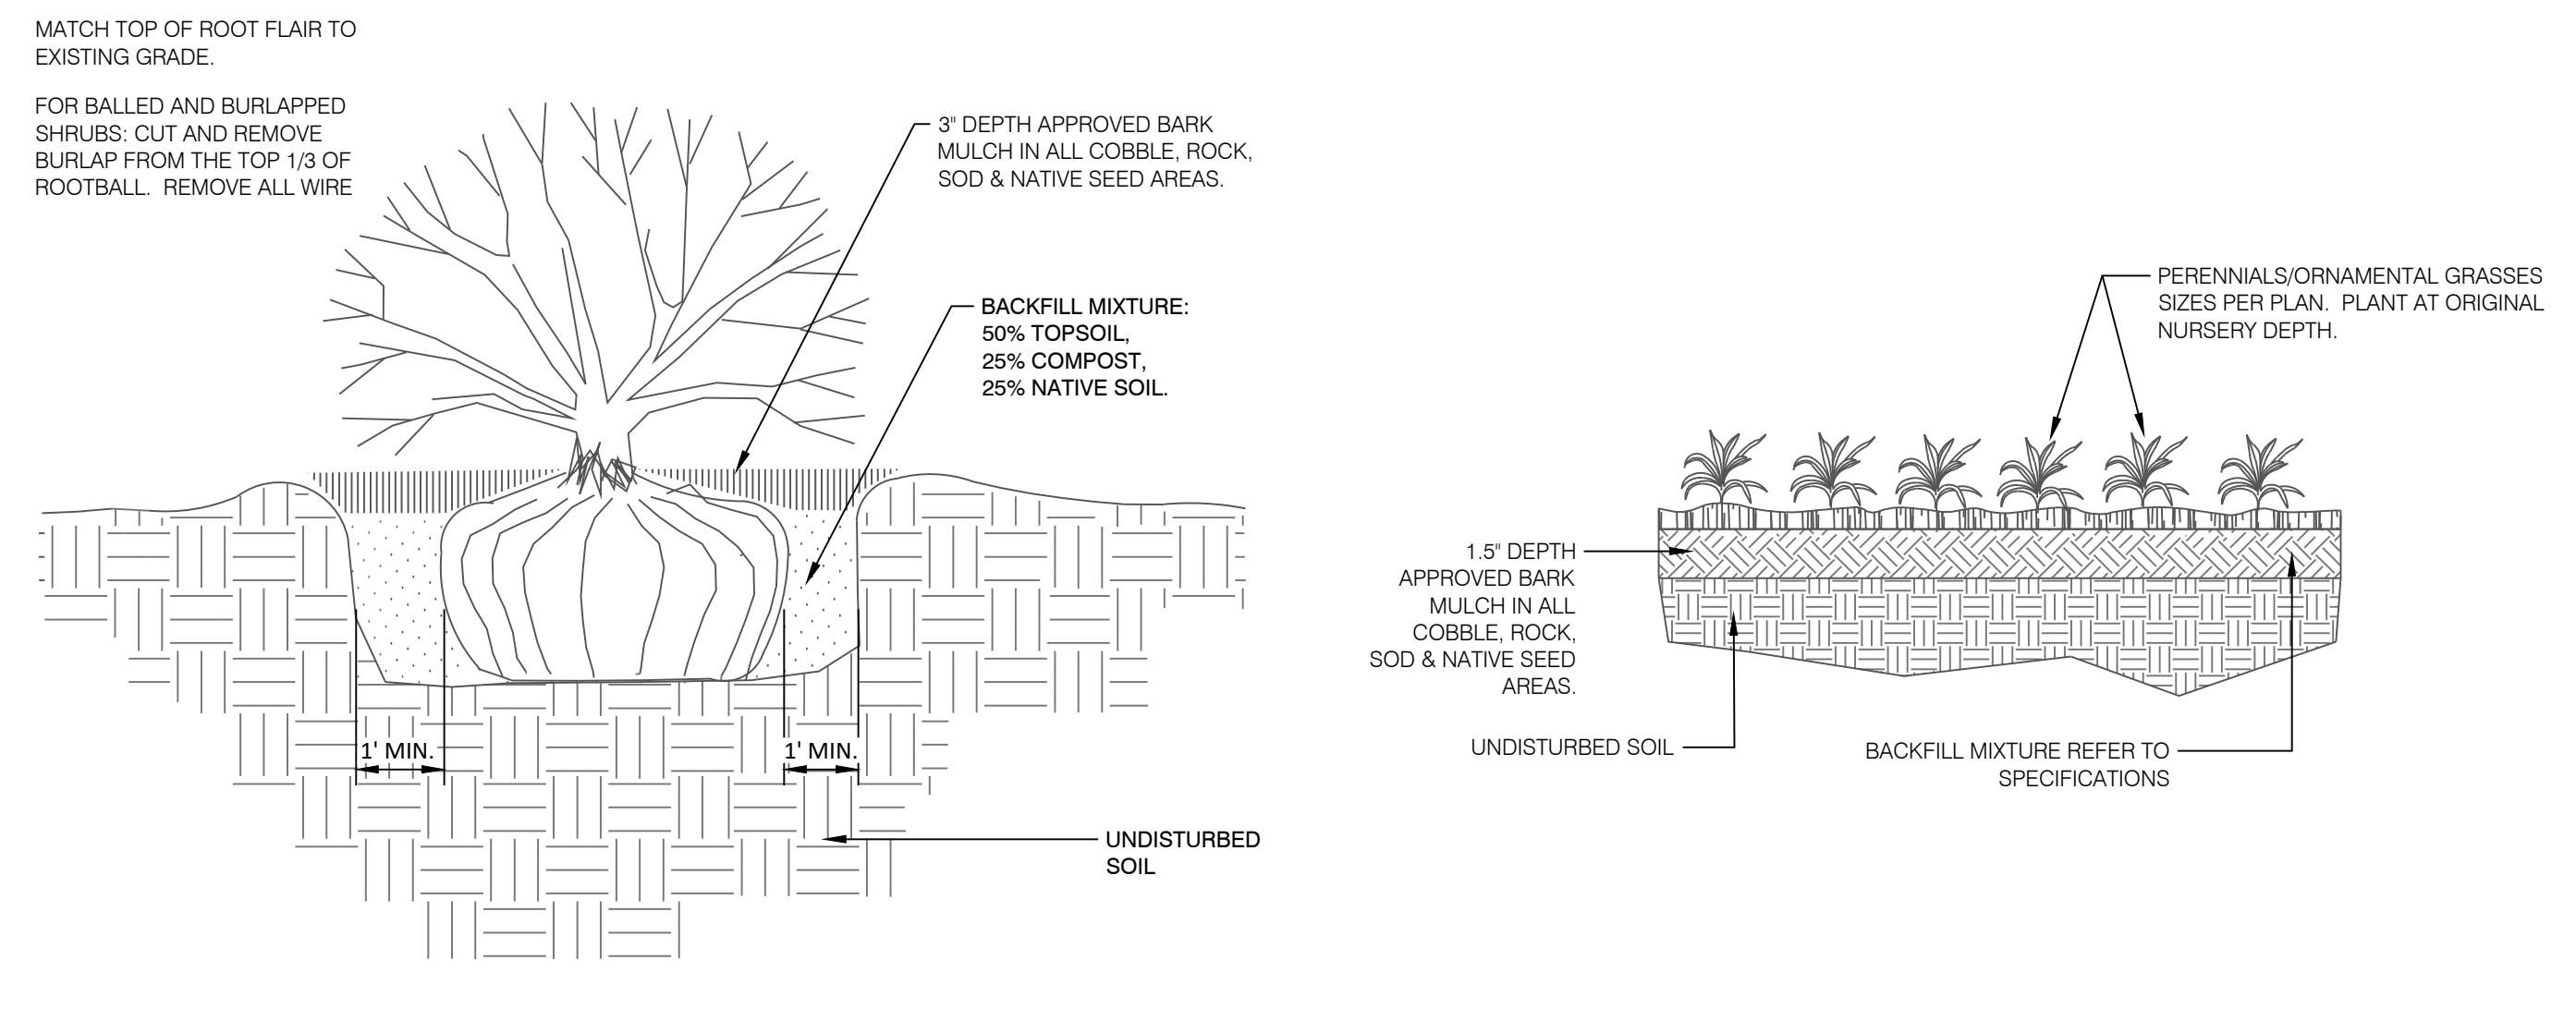 MATCH TOP OF ROOT FLAIR TO
EXISTING GRADE.
FOR BALLED AND BURLAPPED
SHRUBS: CUT AND REMOVE
BURLAP FROM THE TOP 1/3 OF
ROOTBALL. REMOVE ALL WIRE
3" DEPTH APPROVED BARK
MULCH IN ALL COBBLE, ROCK,
SOD & NATIVE SEED AREAS.
BACKFILL MIXTURE:
50% TOPSOIL,
25% COMPOST,
25% NATIVE SOIL.
1' MIN.
1' MIN.
UNDISTURBED
SOIL
PERENNIALS/ORNAMENTAL GRASSES
SIZES PER PLAN. PLANT AT ORIGINAL
NURSERY DEPTH.
1.5" DEPTH
APPROVED BARK
MULCH IN ALL
COBBLE, ROCK,
SOD & NATIVE SEED
AREAS.
UNDISTURBED SOIL
BACKFILL MIXTURE REFER TO
SPECIFICATIONS